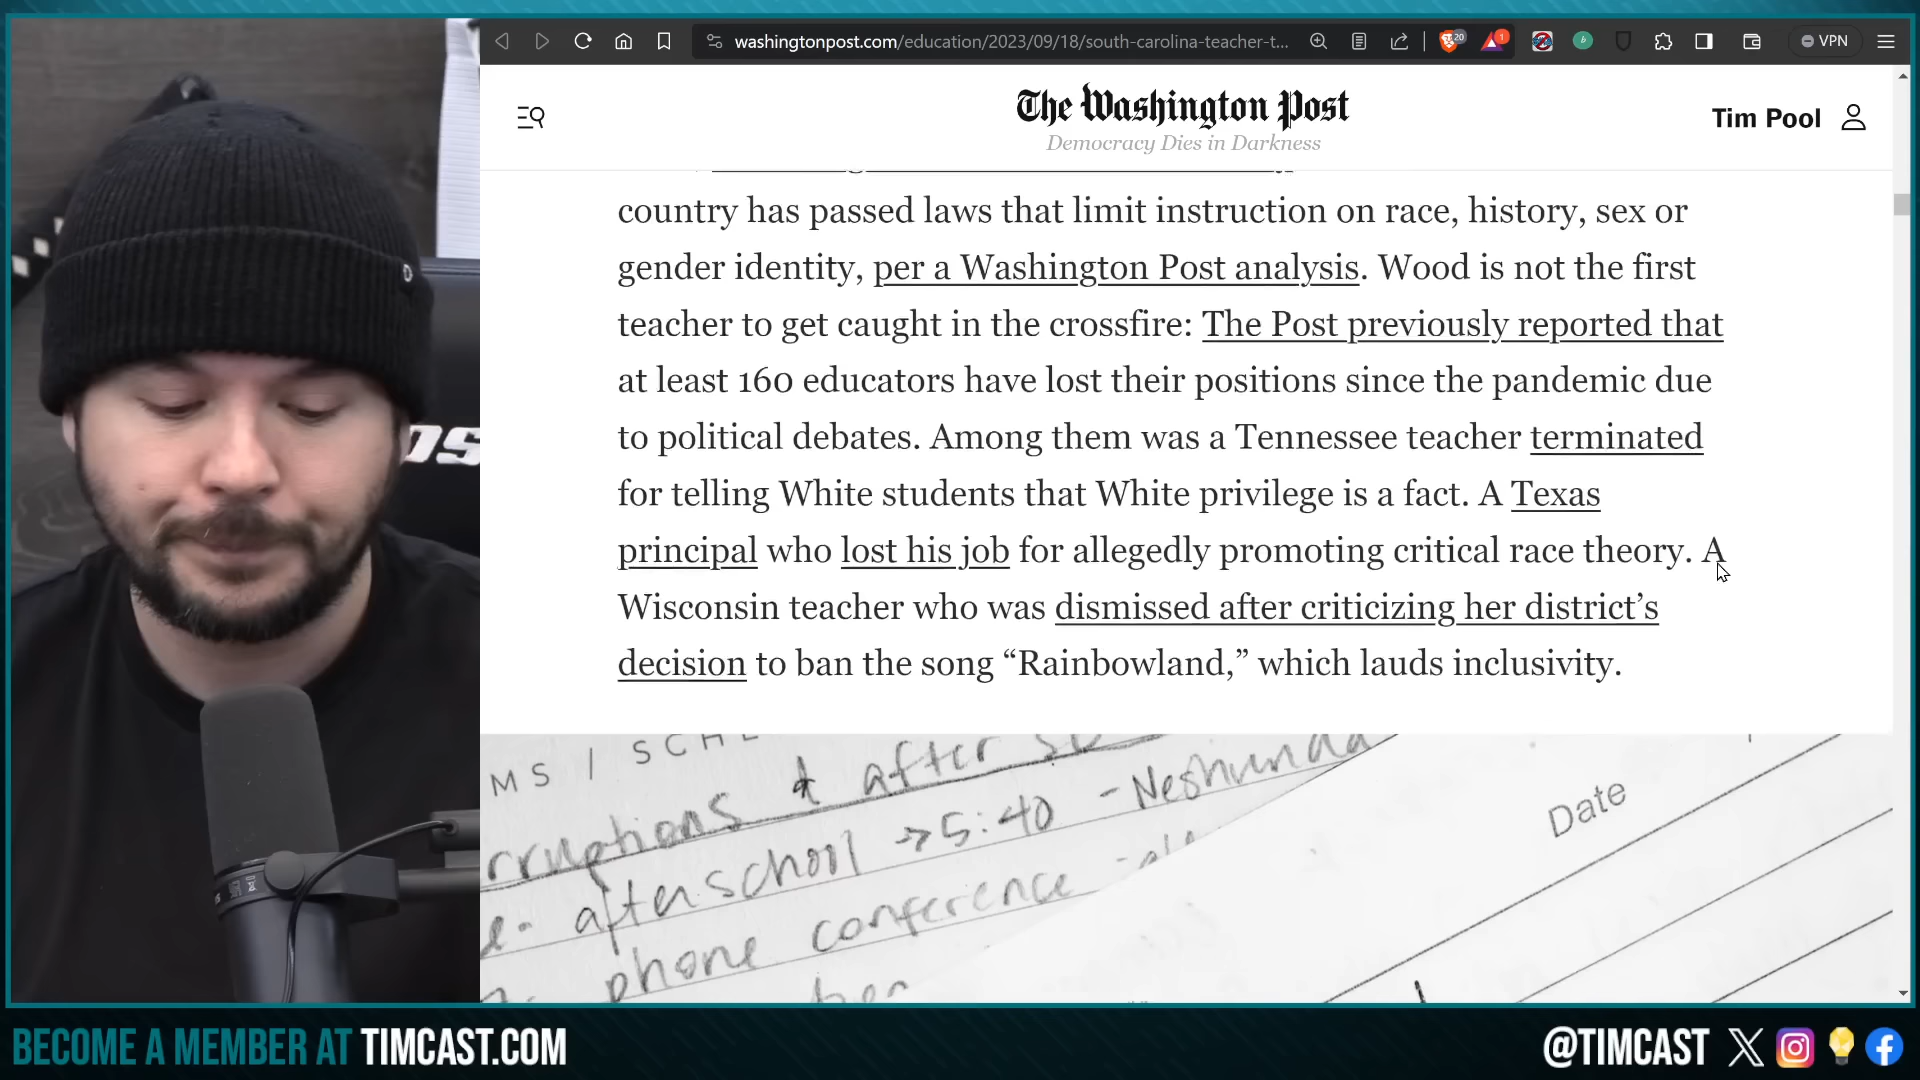 washingtonpost.com/education/2023/09/18/south-carolina-teacher-t...
20
1
VPN
The Washington Post
Democracy Dies in Darkness
Tim Pool
country has passed laws that limit instruction on race, history, sex or
gender identity, per a Washington Post analysis. Wood is not the first
teacher to get caught in the crossfire: The Post previously reported that
at least 160 educators have lost their positions since the pandemic due
to political debates. Among them was a Tennessee teacher terminated
for telling White students that White privilege is a fact. A Texas
principal who lost his job for allegedly promoting critical race theory. A
Wisconsin teacher who was dismissed after criticizing her district’s
decision to ban the song “Rainbowland,” which lauds inclusivity.
MS | SCH
rruptions & after
after school → 5:40 -Neshunda
phone conference
Date
BECOME A MEMBER AT TIMCAST.COM
@TIMCAST